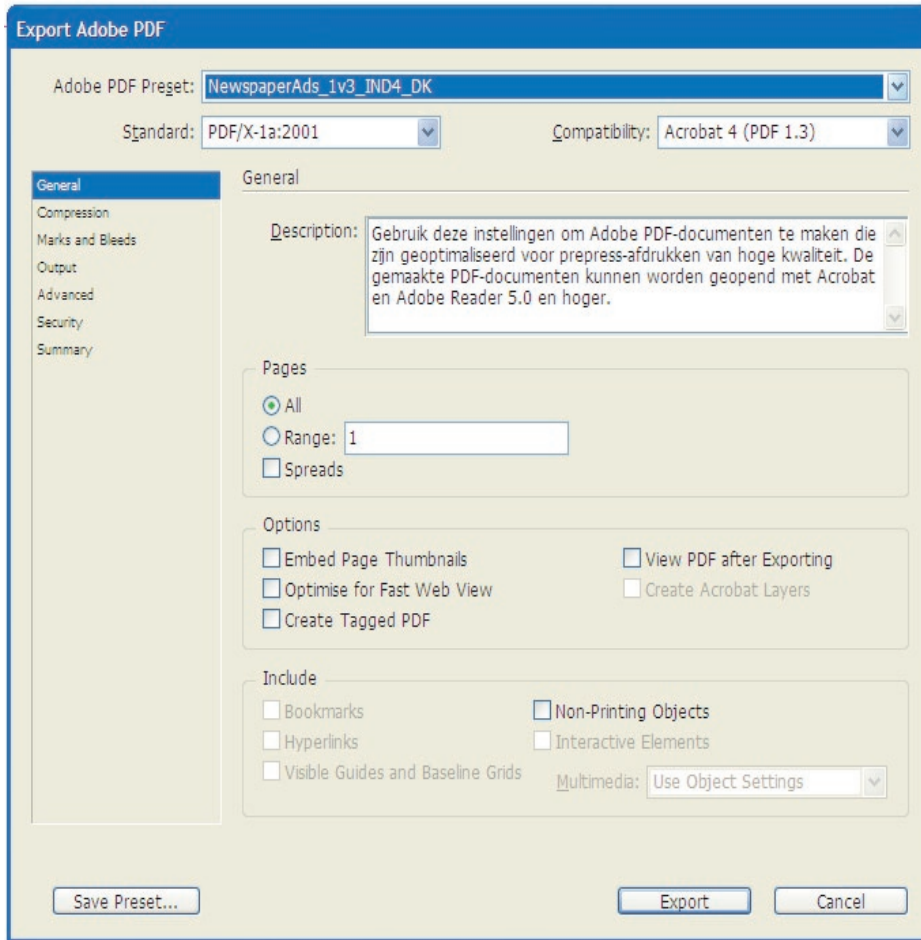 Export Adobe PDF
Adobe PDF Preset: NewspaperAds_1v3_IND4_DK
Standard: PDF/X-1a:2001 Compatibility: Acrobat 4 (PDF 1.3)
General
Compression
Marks and Bleeds
Output
Advanced
Security
Summary
General
Description: Gebruik deze instellingen om Adobe PDF-documenten te maken die
zijn geoptimaliseerd voor prepress-afdrukken van hoge kwaliteit. De
gemaakte PDF-documenten kunnen worden geopend met Acrobat
en Adobe Reader 5.0 en hoger.
Pages
All
Range: 1
Spreads
Options
Embed Page Thumbnails View PDF after Exporting
Optimise for Fast Web View Create Acrobat Layers
Create Tagged PDF
Include
Bookmarks Non-Printing Objects
Hyperlinks Interactive Elements
Visible Guides and Baseline Grids Multimedia: Use Object Settings
Save Preset... Export Cancel